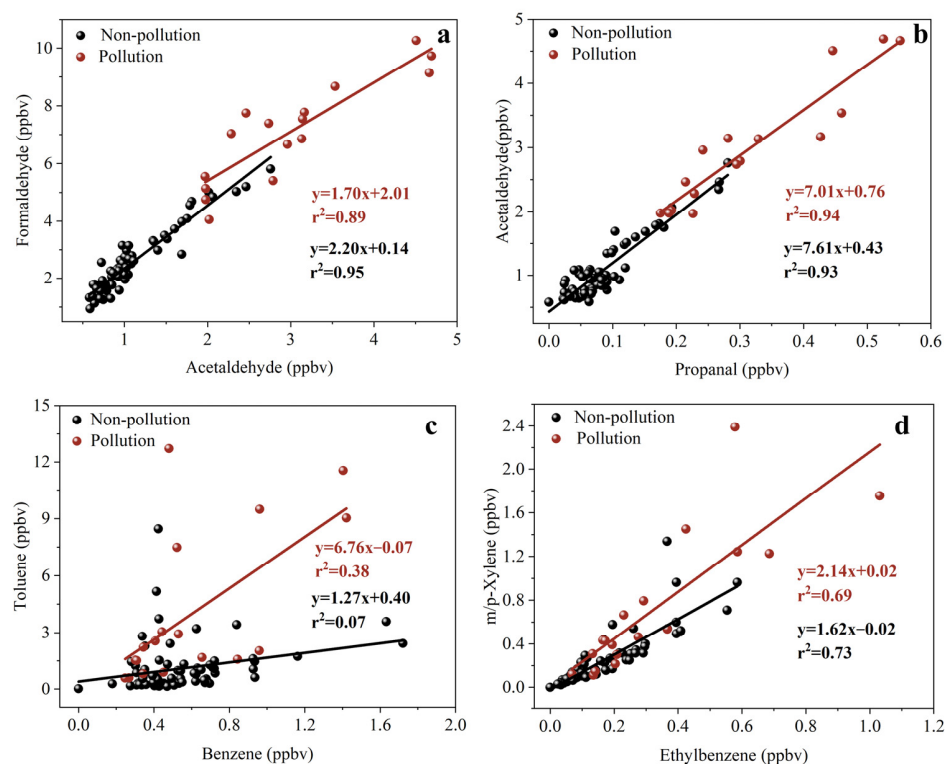 a
Non-pollution
Pollution
10
8
6
4
2
Formaldehyde (ppbv)
y=1.70x+2.01
r²=0.89
y=2.20x+0.14
r²=0.95
1
2
3
4
5
Acetaldehyde (ppbv)
b
Non-pollution
Pollution
5
4
3
2
1
0
Acetaldehyde(ppbv)
y=7.01x+0.76
r²=0.94
y=7.61x+0.43
r²=0.93
0.0
0.1
0.2
0.3
0.4
0.5
0.6
Propanal (ppbv)
c
Non-pollution
Pollution
15
12
9
6
3
0
Toluene (ppbv)
y=6.76x−0.07
r²=0.38
y=1.27x+0.40
r²=0.07
0.0
0.4
0.8
1.2
1.6
2.0
Benzene (ppbv)
d
Non-pollution
Pollution
2.4
2.0
1.6
1.2
0.8
0.4
0.0
m/p-Xylene (ppbv)
y=2.14x+0.02
r²=0.69
y=1.62x−0.02
r²=0.73
0.0
0.2
0.4
0.6
0.8
1.0
1.2
Ethylbenzene (ppbv)